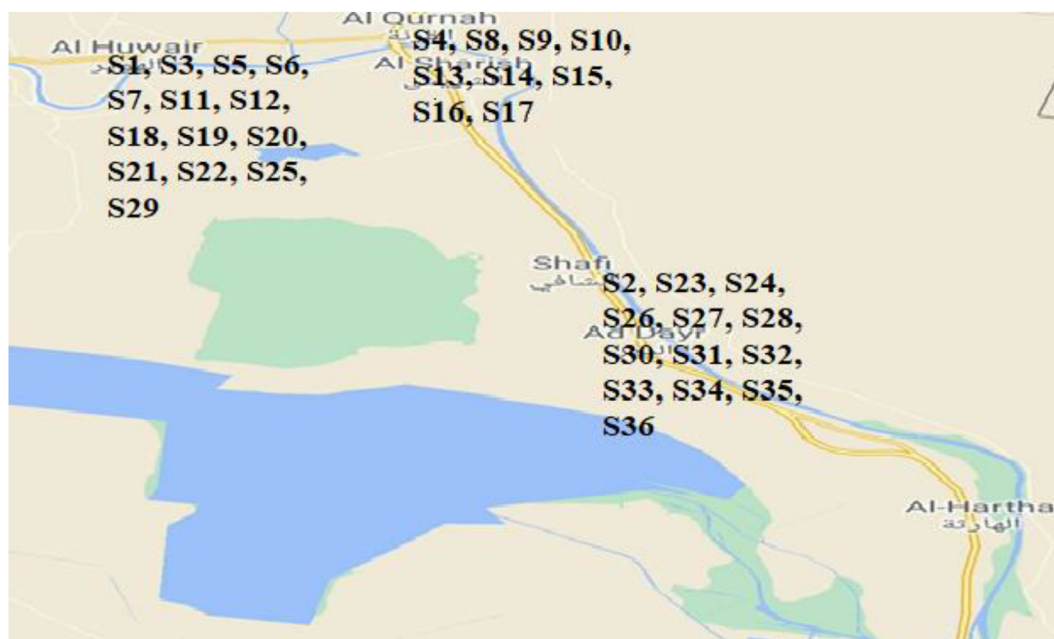 Al Qurnah
S4, S8, S9, S10,
Al Huwair
S1, S3, S5, S6,
Al Sharish
S13, S14, S15,
S7, S11, S12,
S16, S17
S18, S19, S20,
S21, S22, S25,
S29
Shafi
S2, S23, S24,
S26, S27, S28,
Ad Dayr
S30, S31, S32,
S33, S34, S35,
S36
Al-Hartha
الهارثة